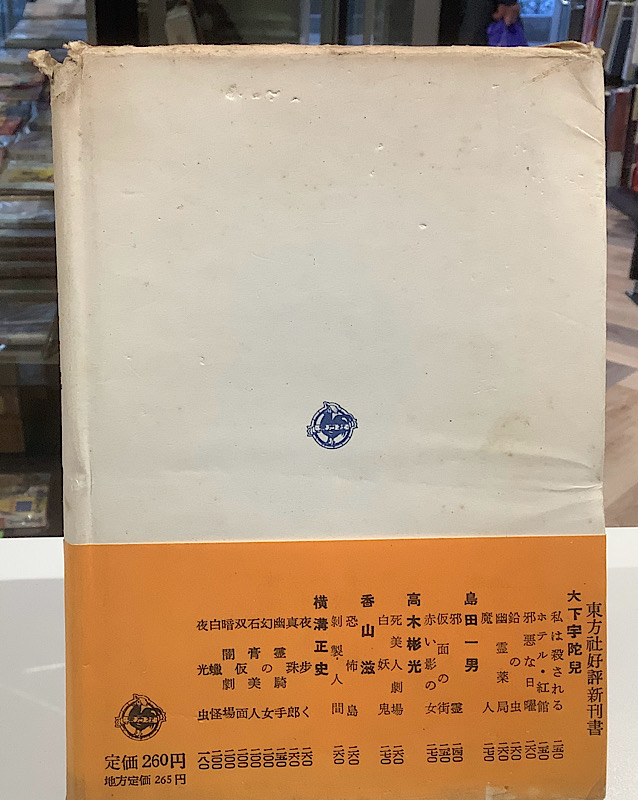 東方社好評新刊書
大下宇陀兒
私は殺される
ホテル・紅館
邪悪な日曜
鉛の虫
幽霊薬局
魔人
島田一男
邪霊
仮面の街
赤い影の女
高木彬光
死美人劇場
白妖鬼
香山滋
恐怖島
剝製人間
横溝正史
夜歩く
真珠郎
幽霊騎手
幻の女
石膏美人
双仮面
暗闇劇場
白蠟怪
夜光虫
定価 260円
地方定価 265円